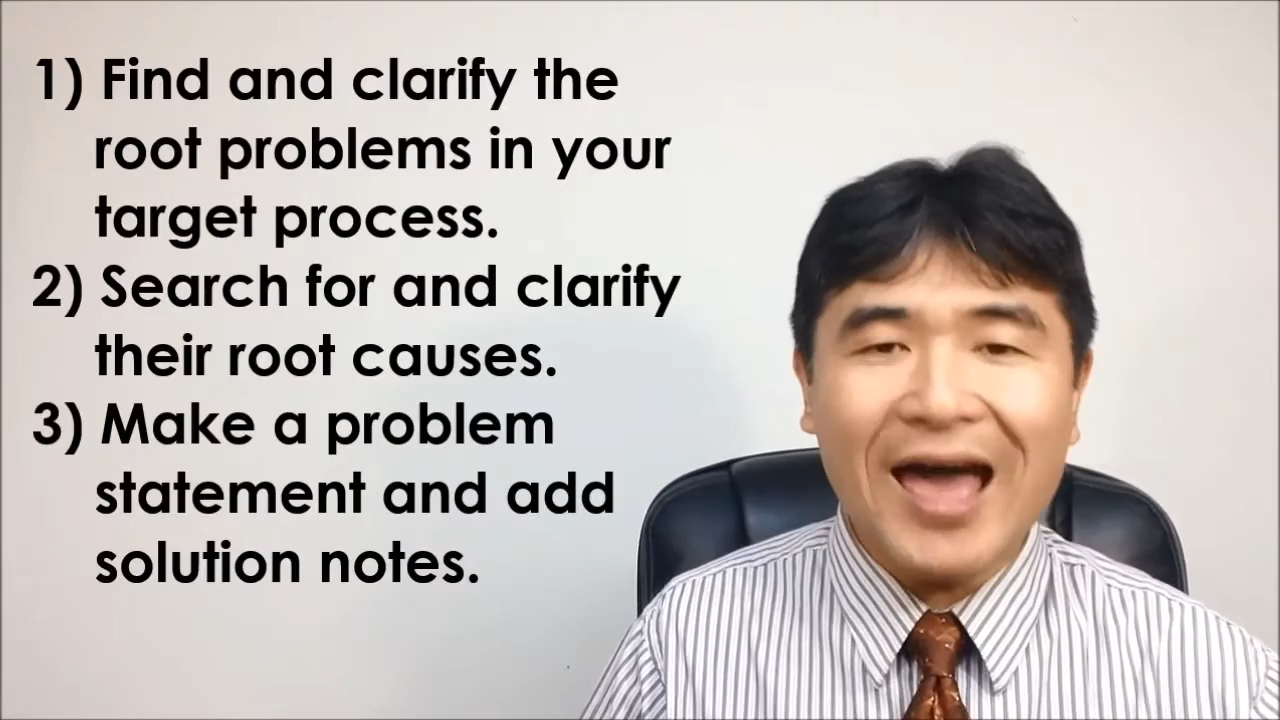 1) Find and clarify the
root problems in your
target process.
2) Search for and clarify
their root causes.
3) Make a problem
statement and add
solution notes.